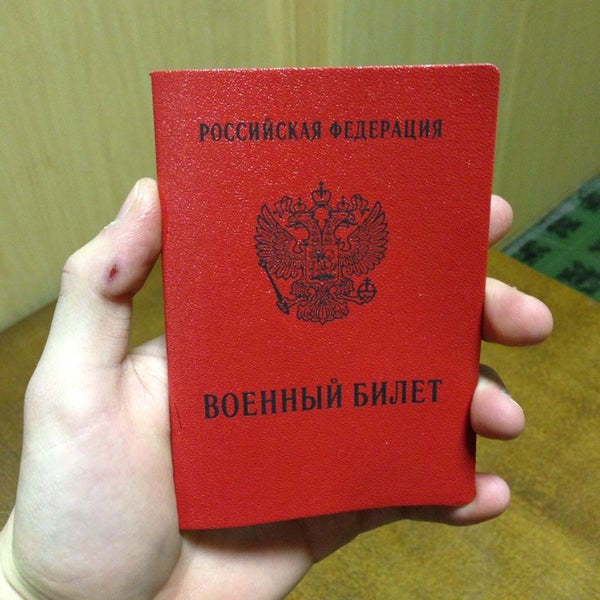 РОССИЙСКАЯ ФЕДЕРАЦИЯ
ВОЕННЫЙ БИЛЕТ